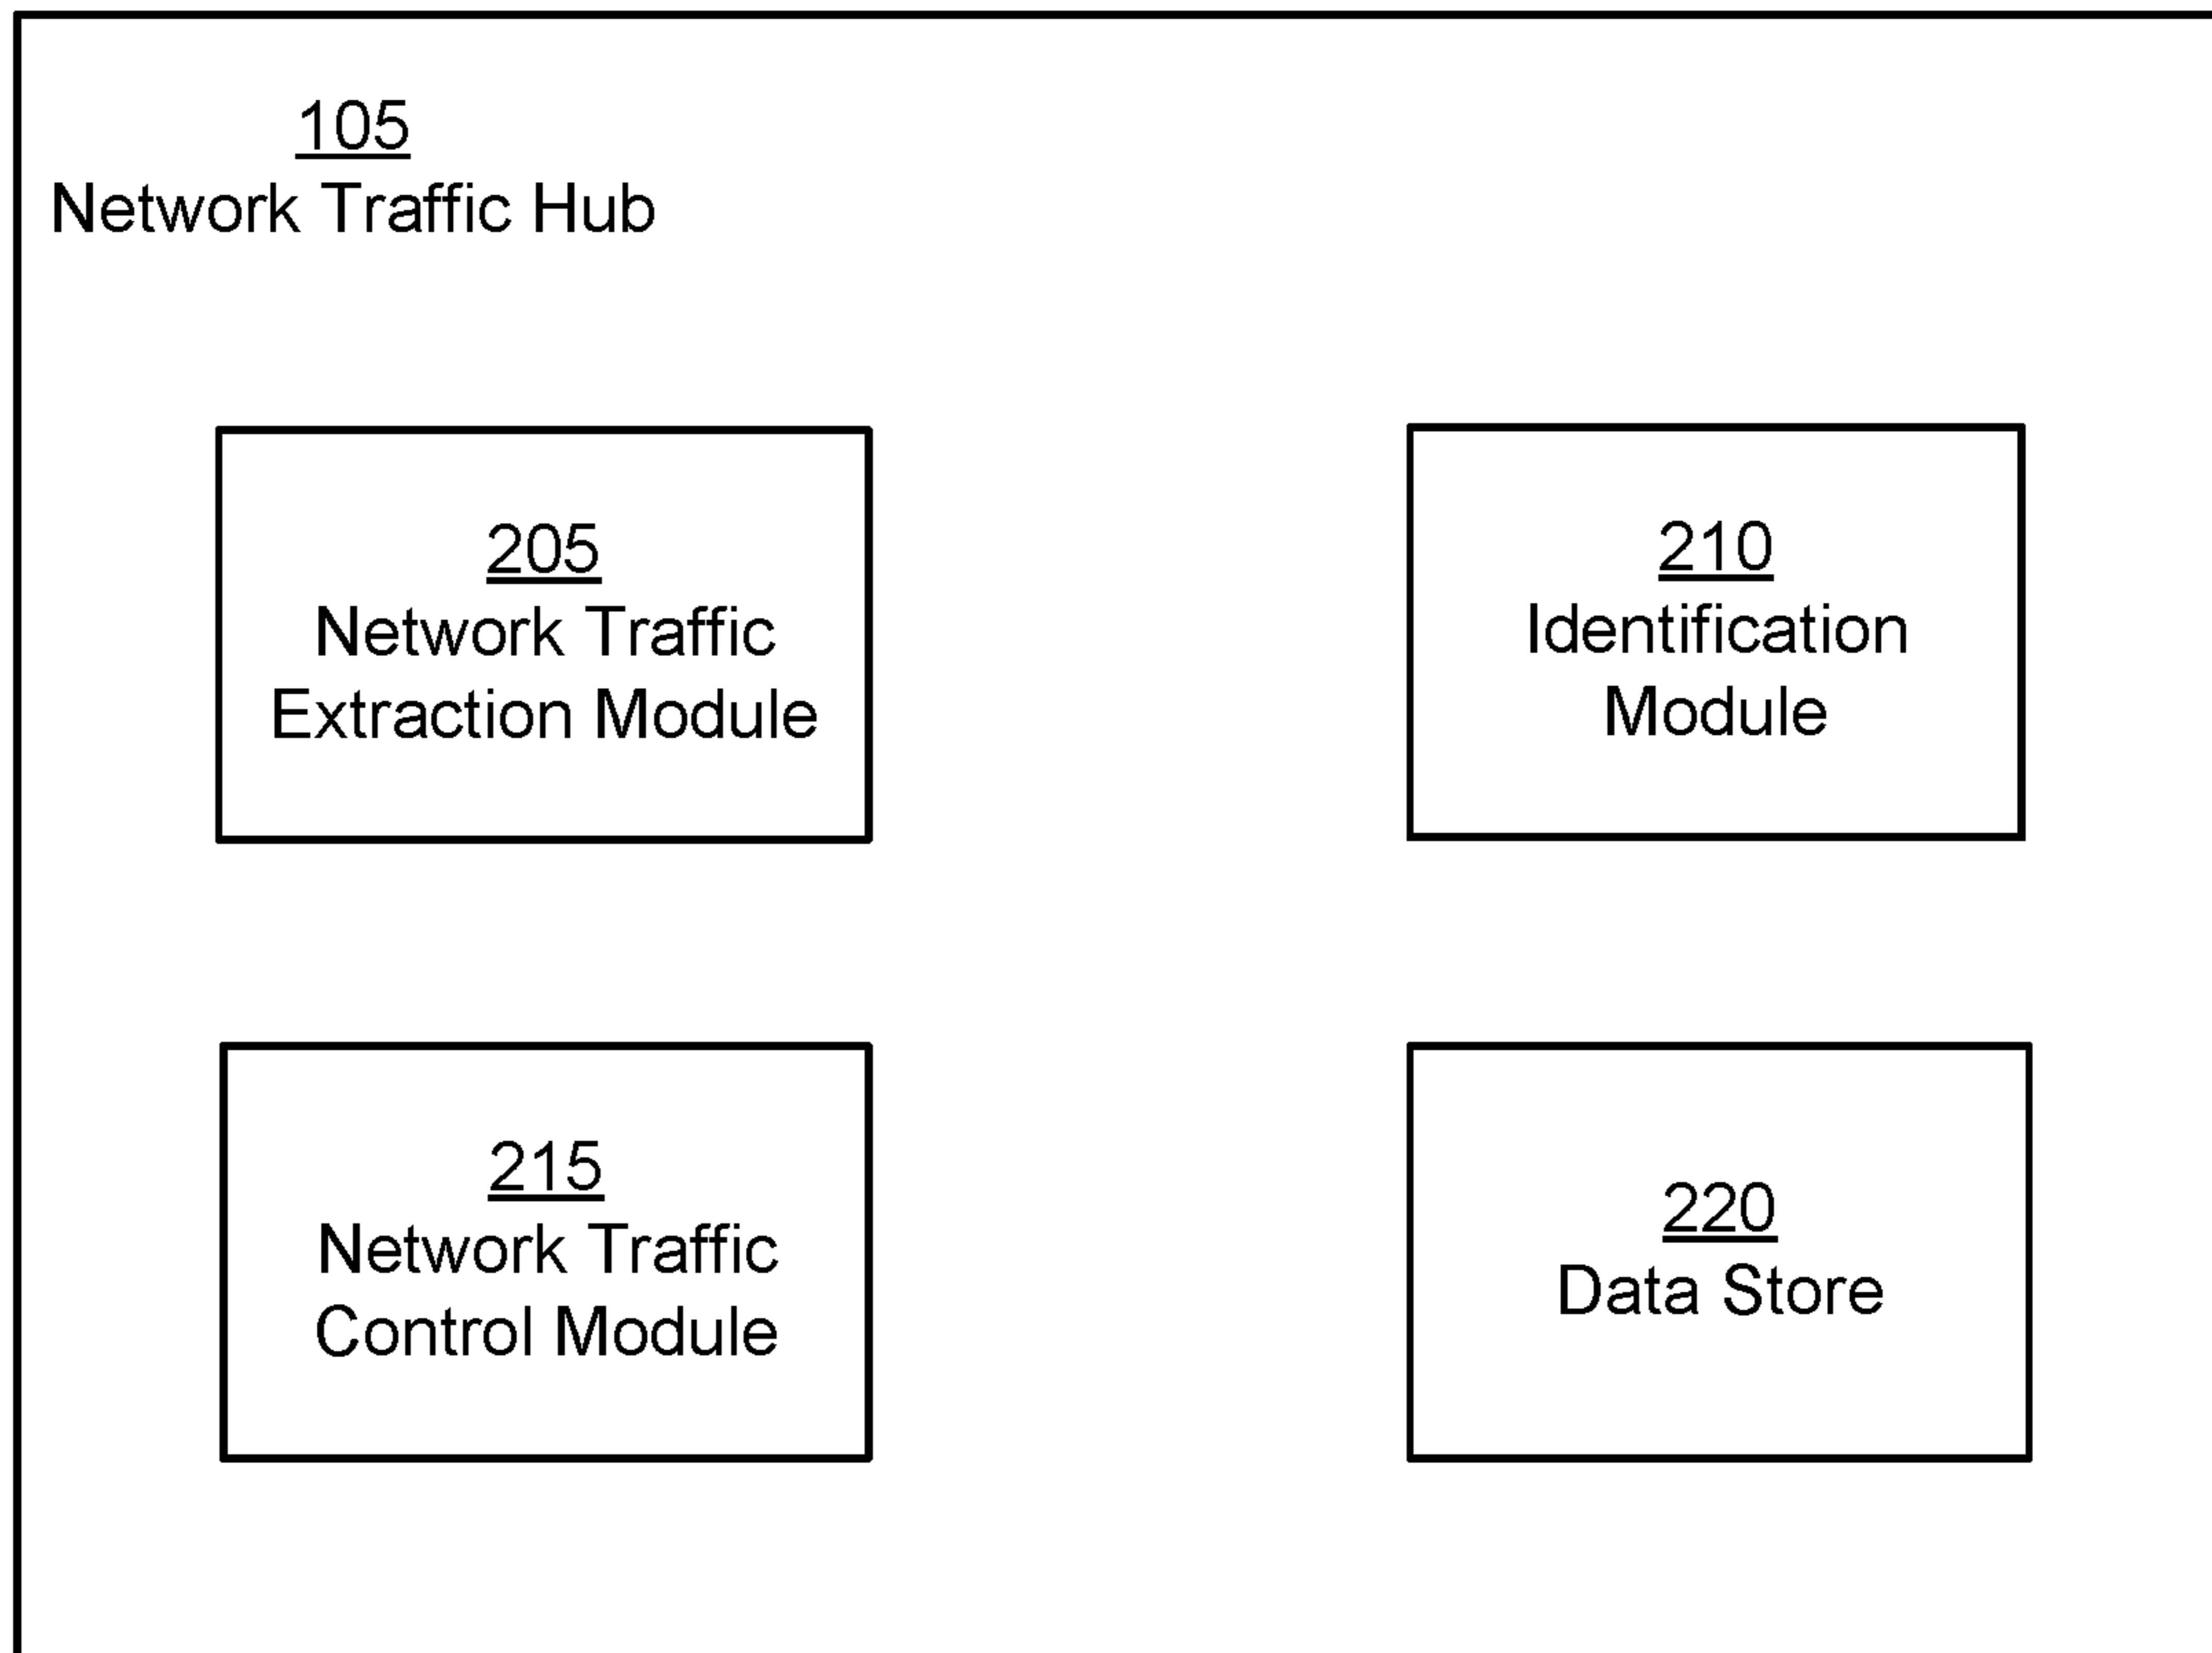 105
Network Traffic Hub
205
Network Traffic
Extraction Module
210
Identification
Module
215
Network Traffic
Control Module
220
Data Store